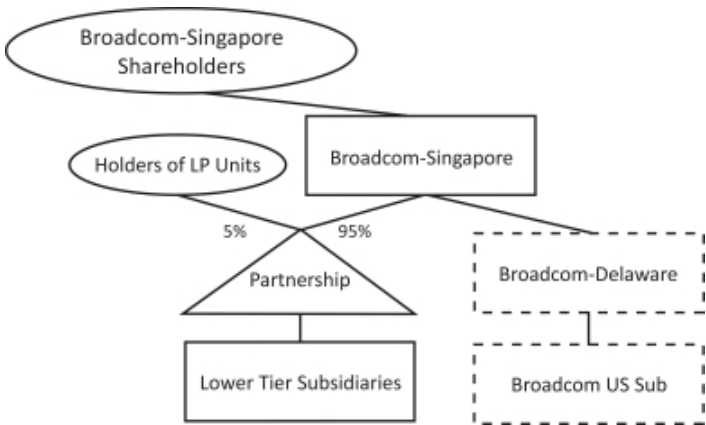 Broadcom-Singapore
Shareholders
Holders of LP Units
Broadcom-Singapore
5%
95%
Partnership
Broadcom-Delaware
Lower Tier Subsidiaries
Broadcom US Sub